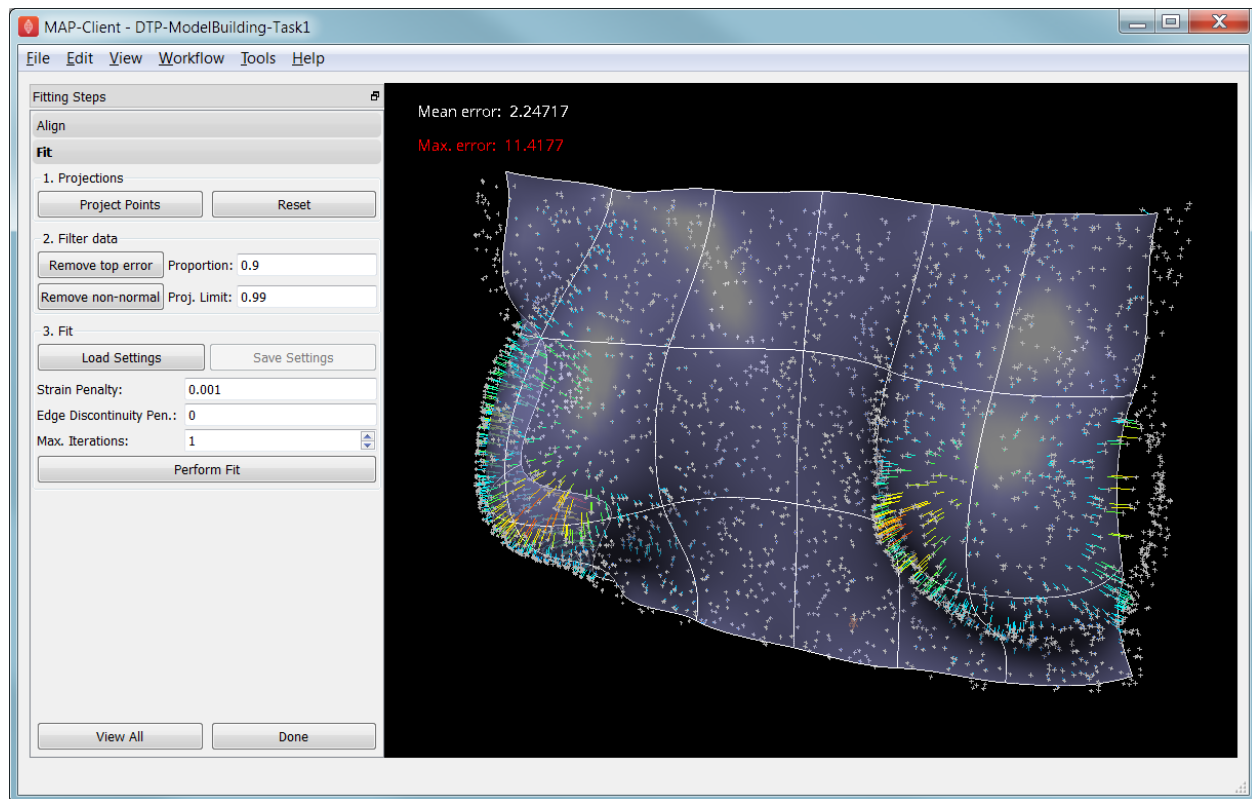 MAP-Client - DTP-ModelBuilding-Task1
File Edit View Workflow Tools Help
Fitting Steps
Align
Fit
1. Projections
Project Points Reset
2. Filter data
Remove top error Proportion: 0.9
Remove non-normal Proj. Limit: 0.99
3. Fit
Load Settings Save Settings
Strain Penalty: 0.001
Edge Discontinuity Pen.: 0
Max. Iterations: 1
Perform Fit
View All Done
Mean error: 2.24717
Max. error: 11.4177